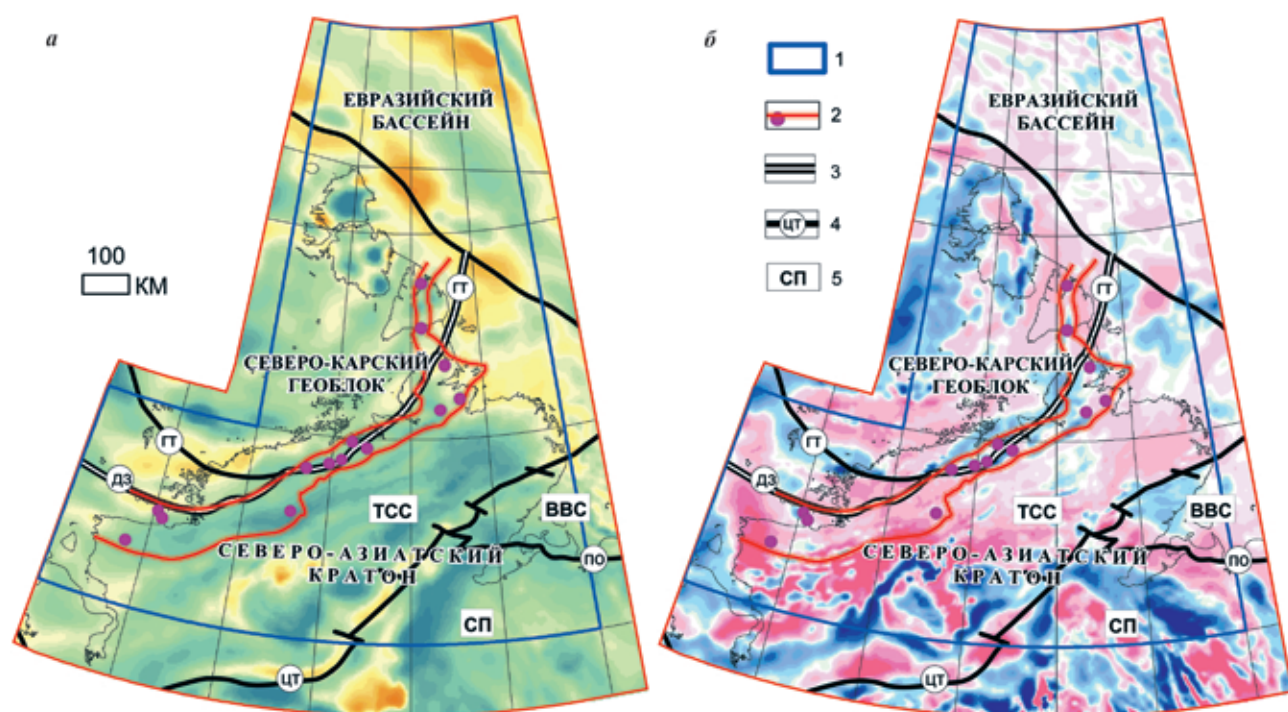 а
ЕВРАЗИЙСКИЙ
БАССЕЙН
100
КМ
ГТ
СЕВЕРО-КАРСКИЙ
ГЕОБЛОК
ГТ
ДЗ
ТСС
ВВС
СЕВЕРО-АЗИАТСКИЙ
КРАТОН
ПО
СП
ЦТ
б
1
2
3
ЦТ 4
СП 5
ЕВРАЗИЙСКИЙ
БАССЕЙН
ГТ
СЕВЕРО-КАРСКИЙ
ГЕОБЛОК
ГТ
ДЗ
ТСС
ВВС
СЕВЕРО-АЗИАТСКИЙ
КРАТОН
ПО
СП
ЦТ